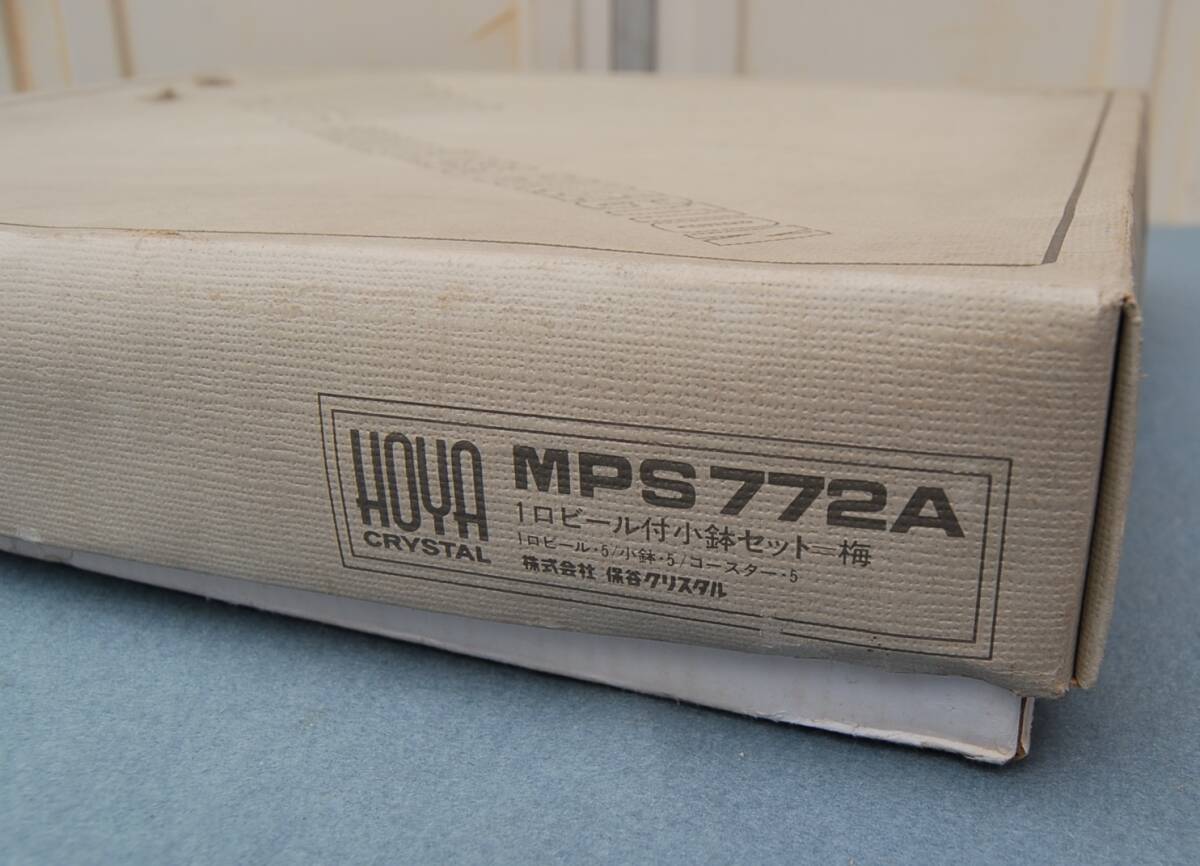 HOYA
CRYSTAL
MPS772A
1口ビール付小鉢セット=梅
1口ビール・5/小鉢・5/コースター・5
株式会社 保谷クリスタル